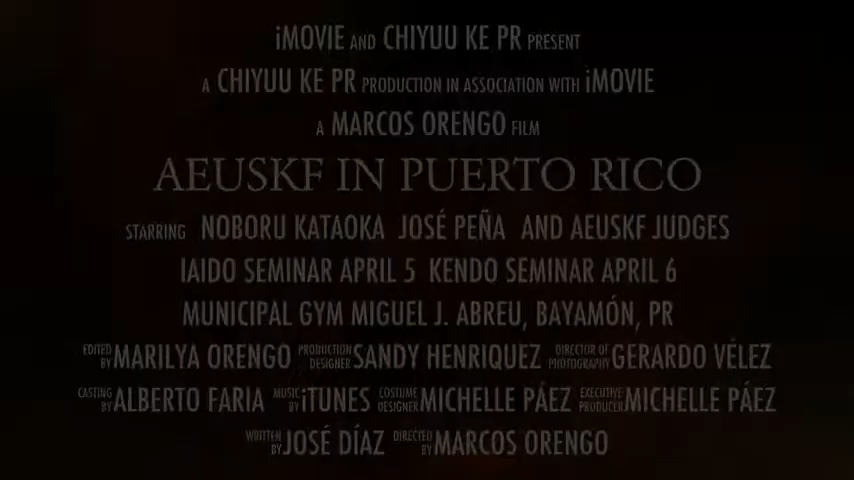 iMOVIE AND CHIYUU KE PR PRESENT
A CHIYUU KE PR PRODUCTION IN ASSOCIATION WITH iMOVIE
A MARCOS ORENGO FILM
AEUSKF IN PUERTO RICO
STARRING NOBORU KATAOKA JOSÉ PEÑA AND AEUSKF JUDGES
IAIDO SEMINAR APRIL 5 KENDO SEMINAR APRIL 6
MUNICIPAL GYM MIGUEL J. ABREU, BAYAMÓN, PR
EDITED BY MARILYA ORENGO PRODUCTION DESIGNER SANDY HENRIQUEZ DIRECTOR OF PHOTOGRAPHY GERARDO VÉLEZ
CASTING BY ALBERTO FARIA MUSIC BY iTUNES COSTUME DESIGNER MICHELLE PÁEZ EXECUTIVE PRODUCER MICHELLE PÁEZ
WRITTEN BY JOSÉ DÍAZ DIRECTED BY MARCOS ORENGO